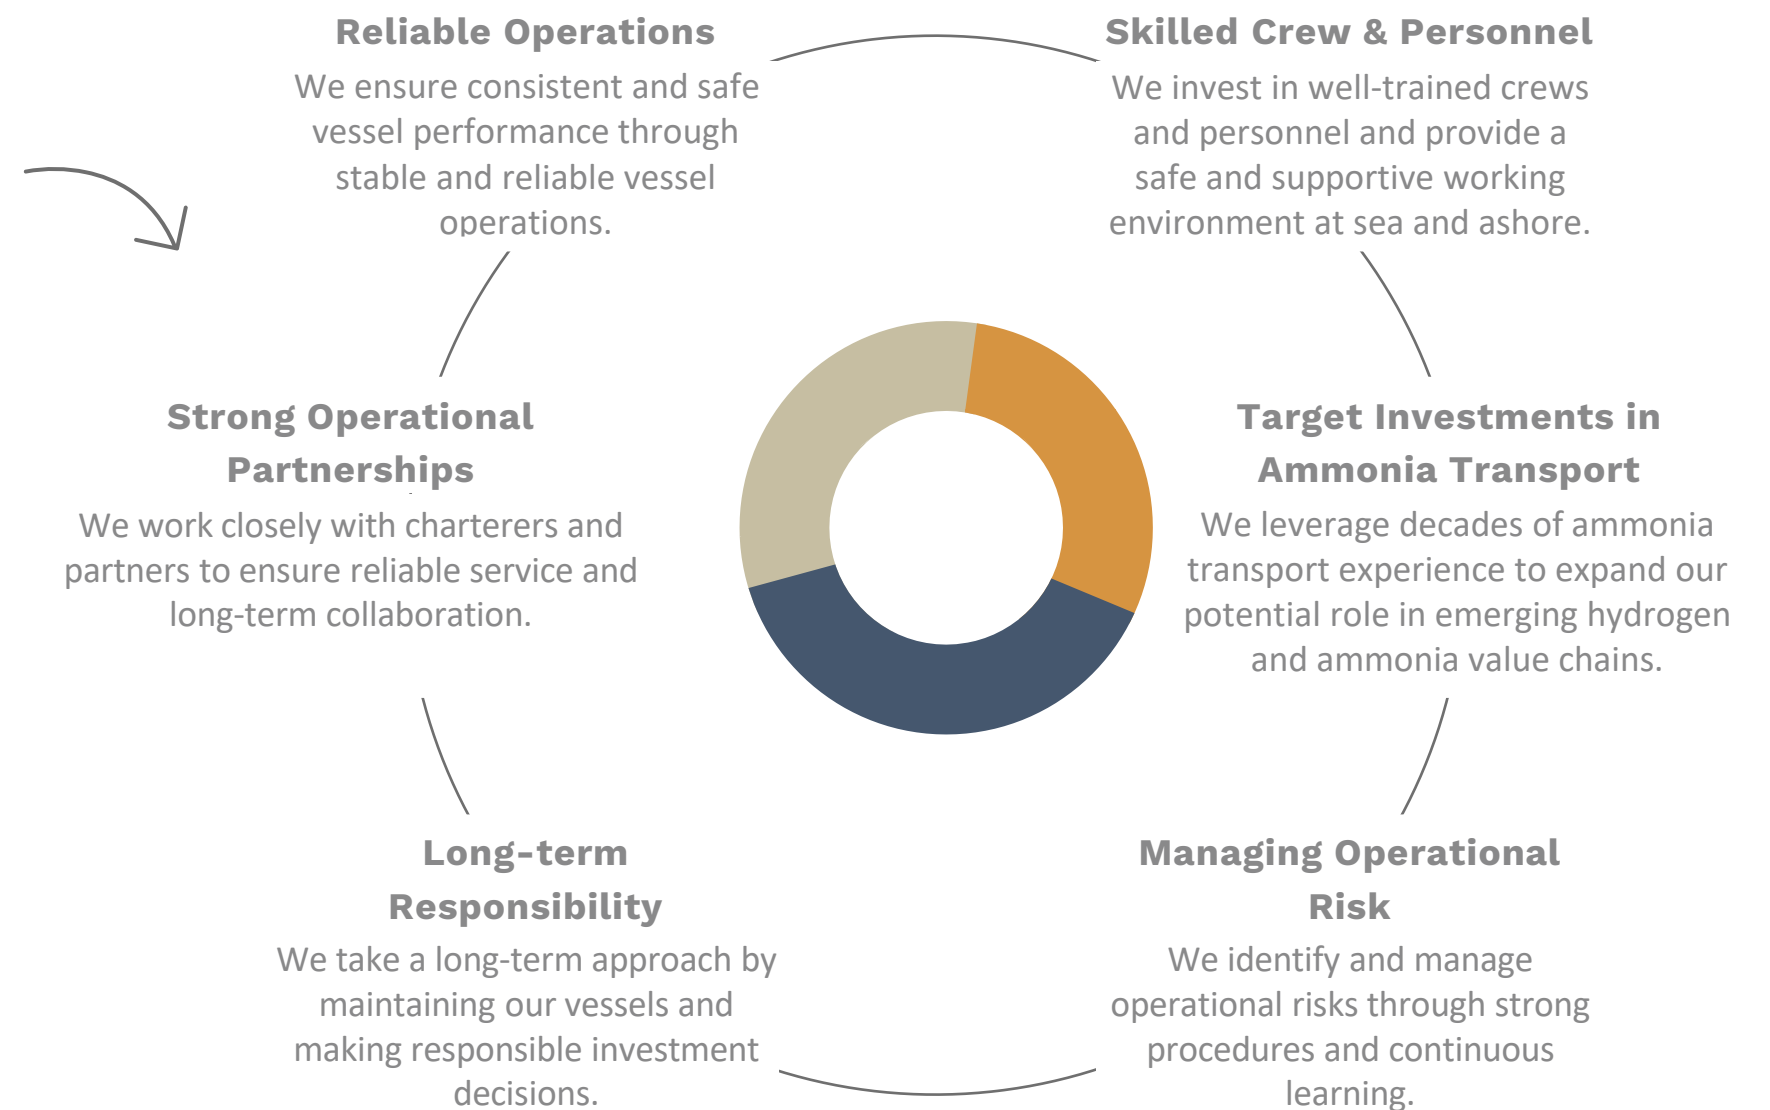 Reliable Operations
We ensure consistent and safe
vessel performance through
stable and reliable vessel
operations.
Skilled Crew & Personnel
We invest in well-trained crews
and personnel and provide a
safe and supportive working
environment at sea and ashore.
Strong Operational
Partnerships
We work closely with charterers and
partners to ensure reliable service and
long-term collaboration.
Target Investments in
Ammonia Transport
We leverage decades of ammonia
transport experience to expand our
potential role in emerging hydrogen
and ammonia value chains.
Long-term
Responsibility
We take a long-term approach by
maintaining our vessels and
making responsible investment
decisions.
Managing Operational
Risk
We identify and manage
operational risks through strong
procedures and continuous
learning.